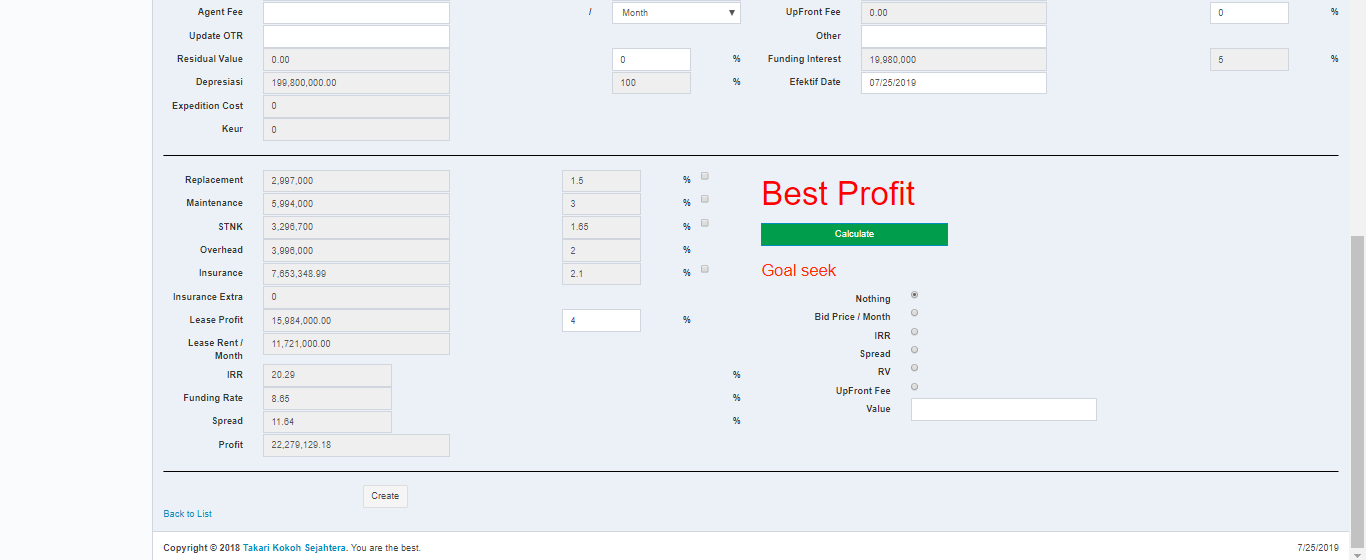 Agent Fee / Month UpFront Fee 0.00 0 %
Update OTR Other
Residual Value 0.00 0 % Funding Interest 19,980,000 5 %
Depresiasi 199,800,000.00 100 % Efektif Date 07/25/2019
Expedition Cost 0
Keur 0
Replacement 2,997,000 1.5 %
Maintenance 5,994,000 3 %
STNK 3,296,700 1.65 %
Overhead 3,996,000 2 %
Insurance 7,653,348.99 2.1 %
Insurance Extra 0
Lease Profit 15,984,000.00 4 %
Lease Rent /
Month 11,721,000.00
IRR 20.29 %
Funding Rate 8.65 %
Spread 11.64 %
Profit 22,279,129.18
Best Profit
Calculate
Goal seek
Nothing
Bid Price / Month
IRR
Spread
RV
UpFront Fee
Value
Create
Back to List
Copyright © 2018 Takari Kokoh Sejahtera. You are the best. 7/25/2019